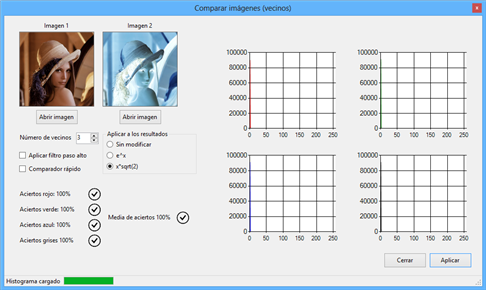 Comparar imágenes (vecinos)
Imagen 1
Imagen 2
Abrir imagen
Abrir imagen
Número de vecinos
3
Aplicar filtro paso alto
Comparador rápido
Aplicar a los resultados
Sin modificar
e^x
x*sqrt(2)
Aciertos rojo: 100%
Aciertos verde: 100%
Aciertos azul: 100%
Aciertos grises 100%
Media de aciertos 100%
100000
80000
60000
40000
20000
0
0 50 100 150 200 250
100000
80000
60000
40000
20000
0
0 50 100 150 200 250
100000
80000
60000
40000
20000
0
0 50 100 150 200 250
100000
80000
60000
40000
20000
0
0 50 100 150 200 250
Cerrar
Aplicar
Histograma cargado